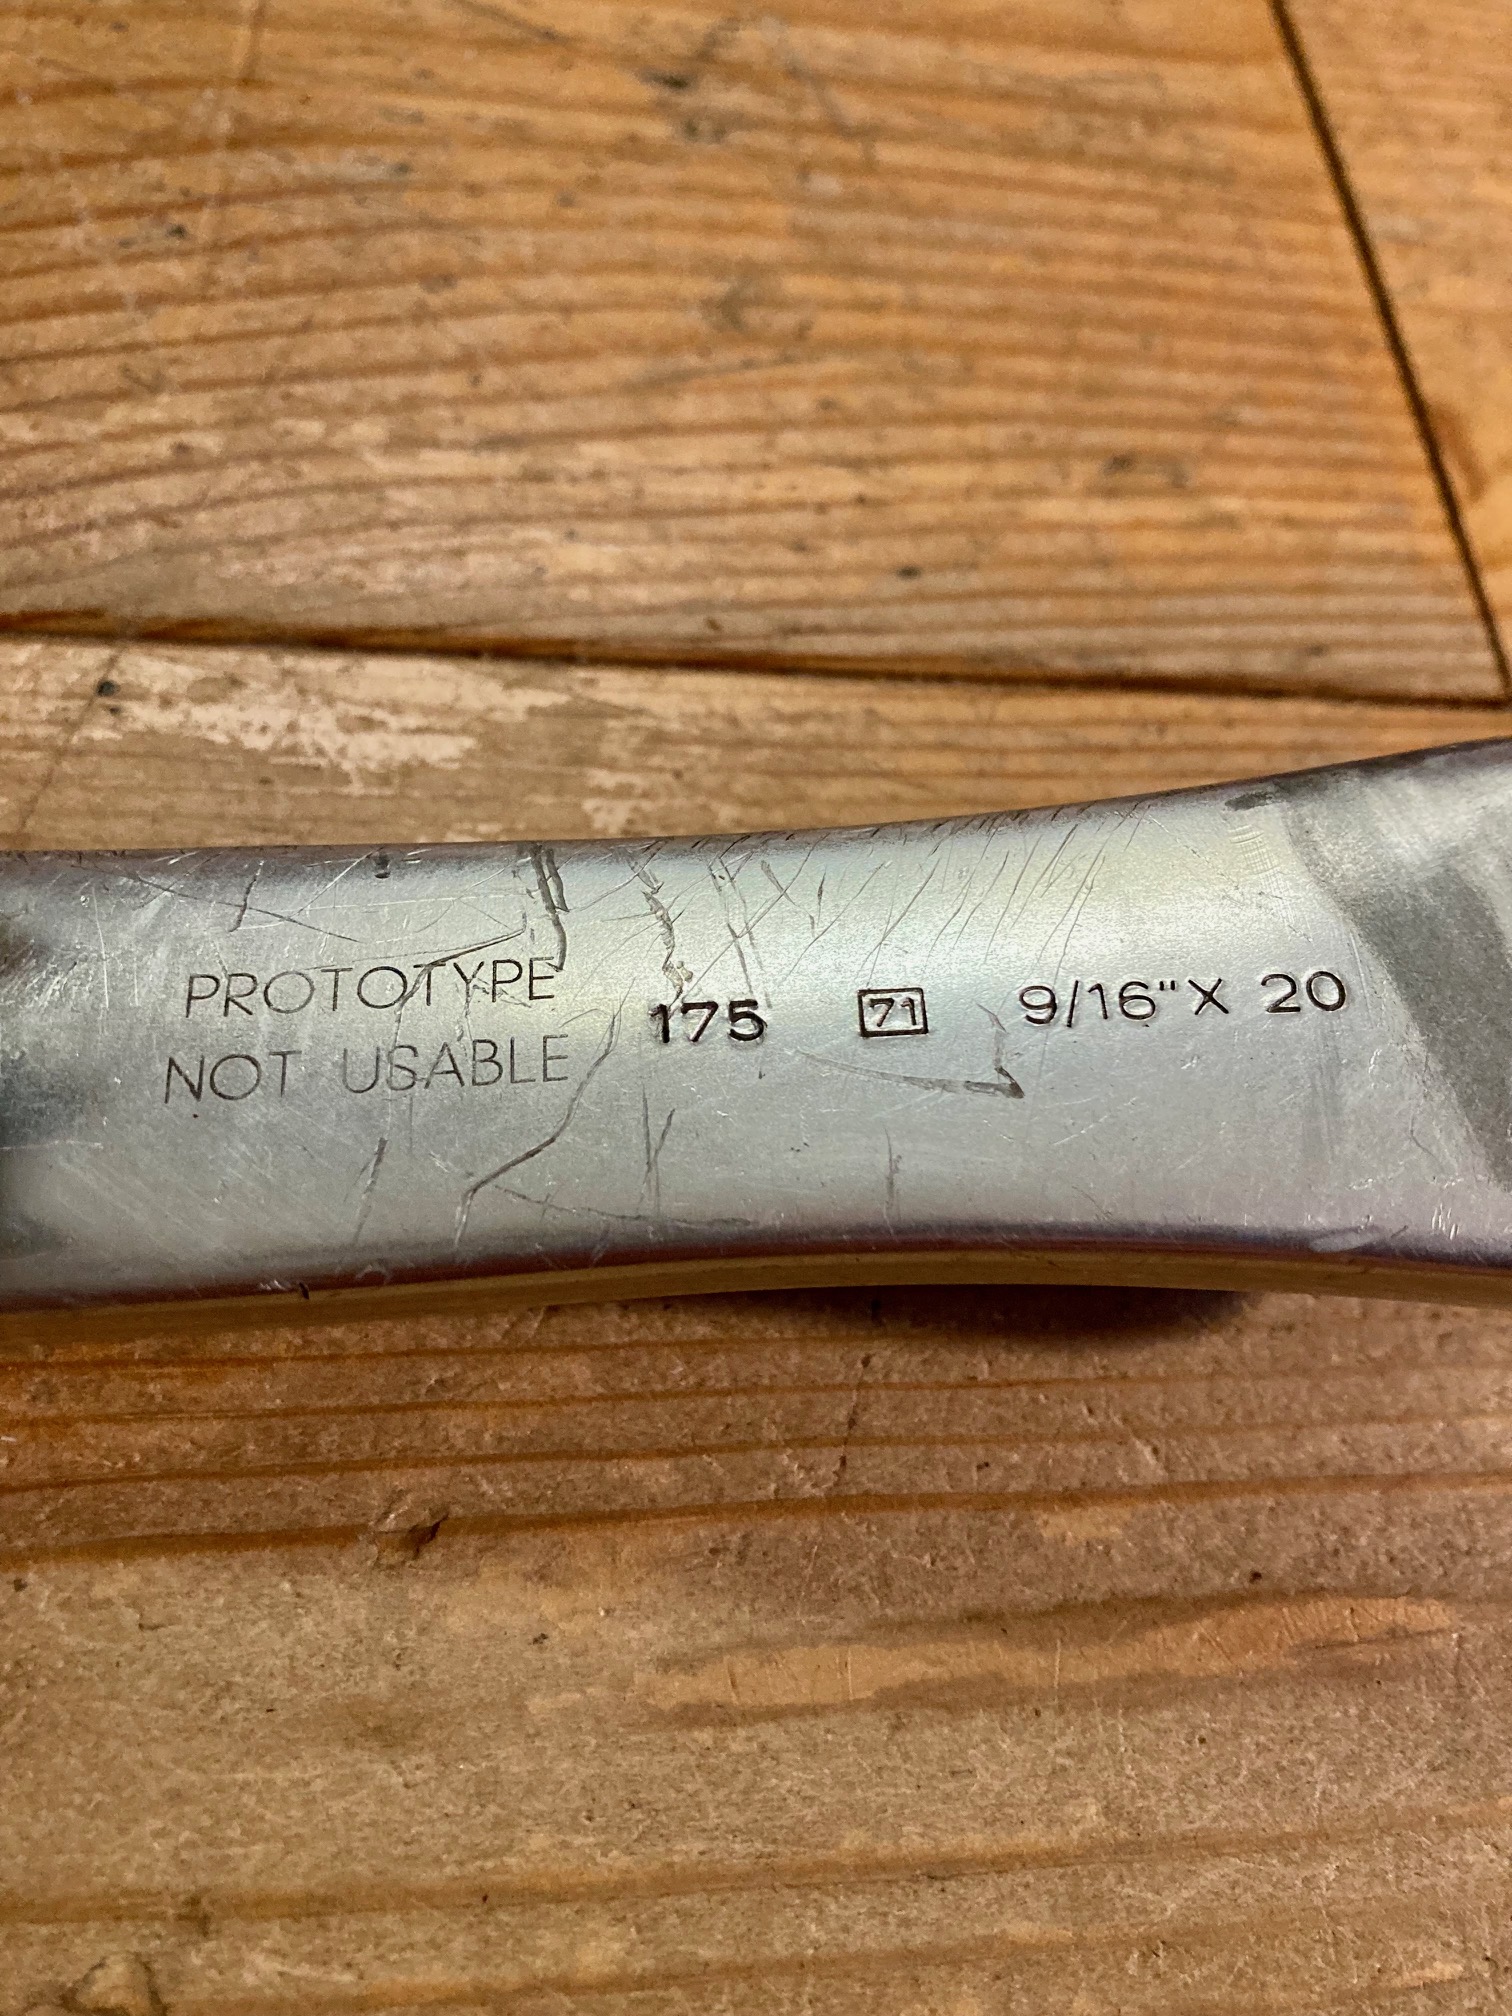 PROTOTYPE
NOT USABLE
175 71 9/16" X 20